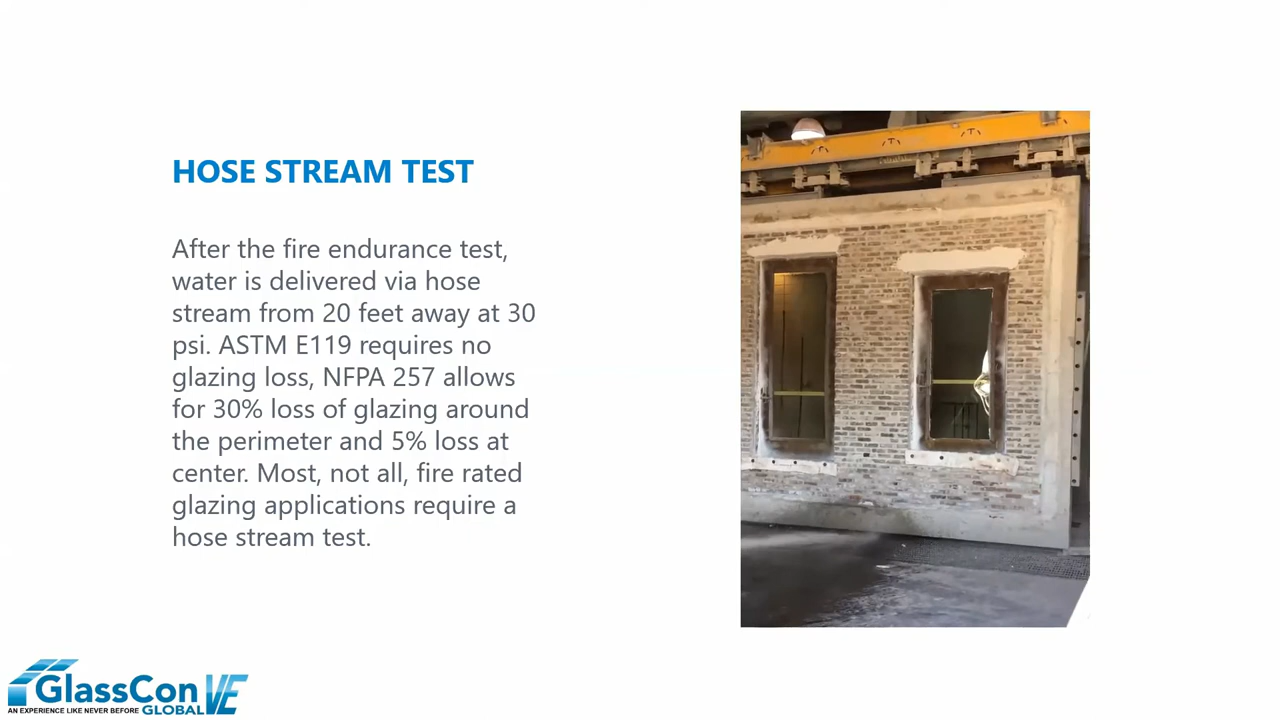 HOSE STREAM TEST
After the fire endurance test,
water is delivered via hose
stream from 20 feet away at 30
psi. ASTM E119 requires no
glazing loss, NFPA 257 allows
for 30% loss of glazing around
the perimeter and 5% loss at
center. Most, not all, fire rated
glazing applications require a
hose stream test.
GlassCon VE
AN EXPERIENCE LIKE NEVER BEFORE GLOBAL